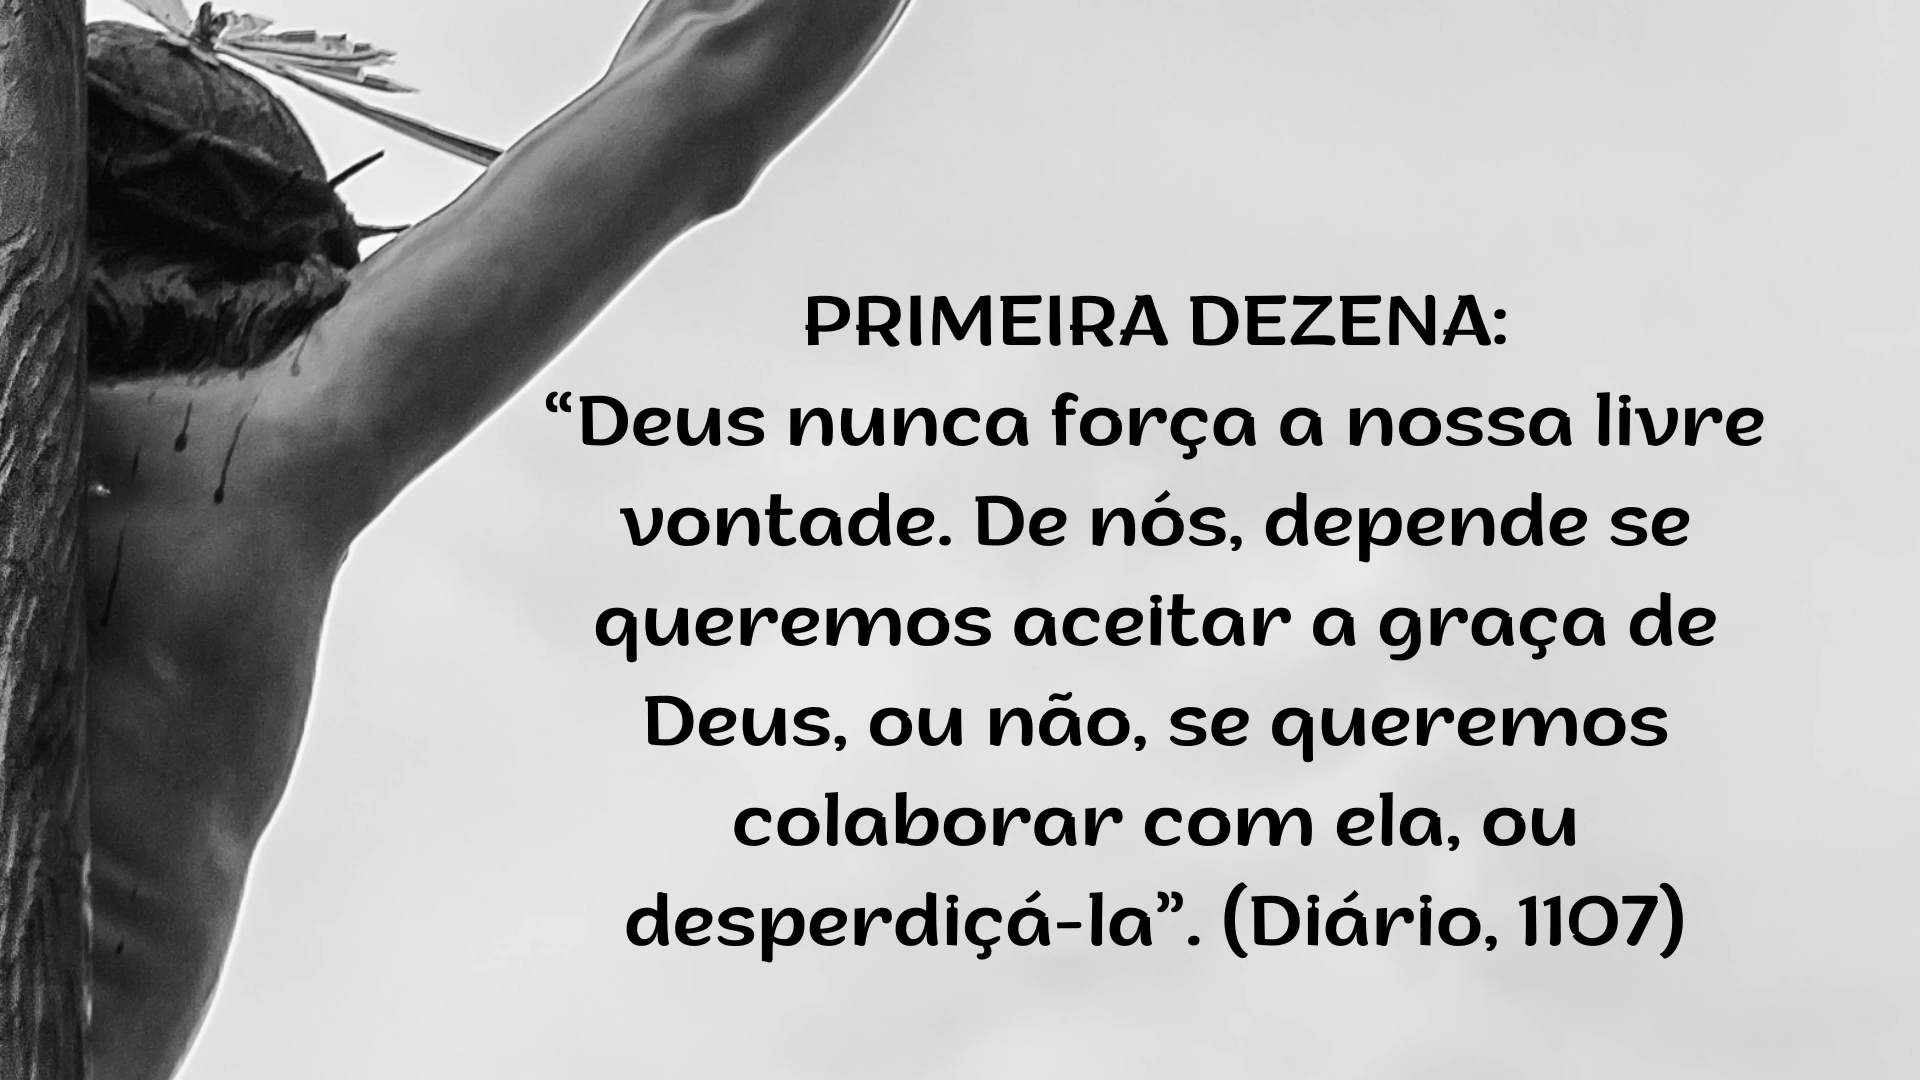 PRIMEIRA DEZENA:
“Deus nunca força a nossa livre
vontade. De nós, depende se
queremos aceitar a graça de
Deus, ou não, se queremos
colaborar com ela, ou
desperdiçá-la”. (Diário, 1107)